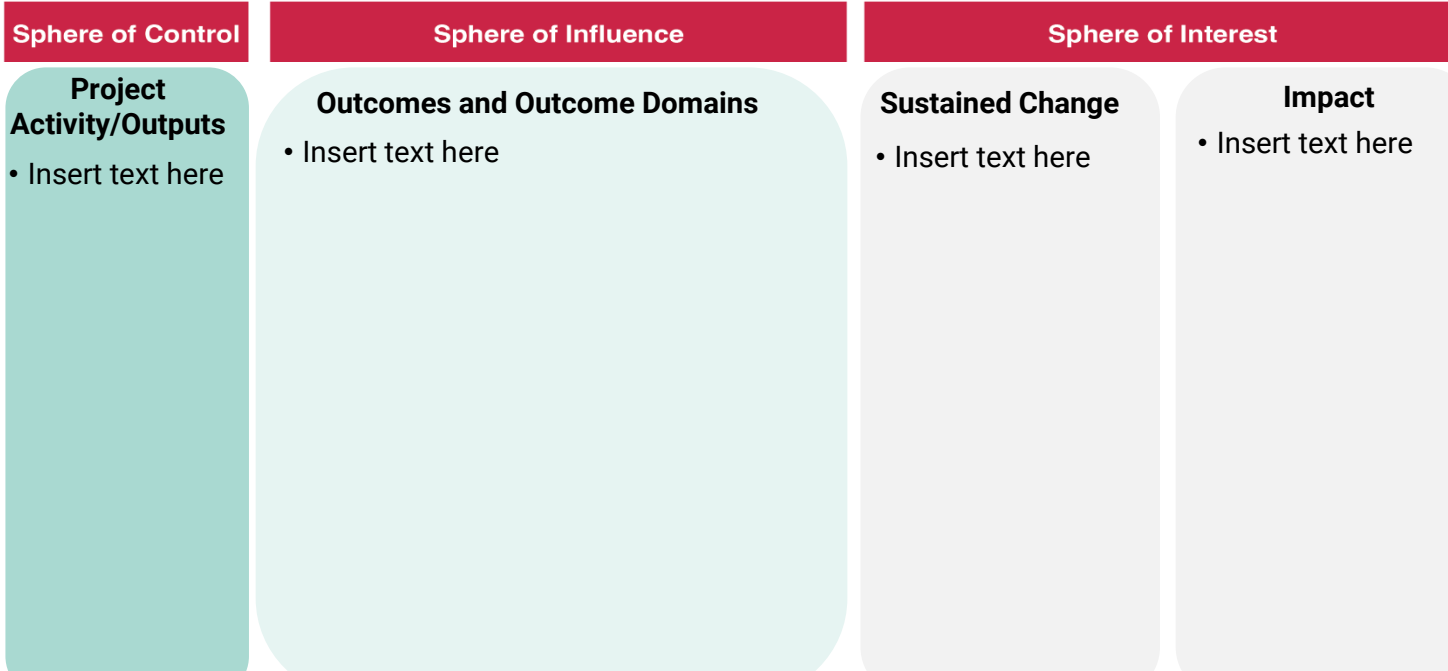 Sphere of Control
Sphere of Influence
Sphere of Interest
Project
Activity/Outputs
• Insert text here
Outcomes and Outcome Domains
• Insert text here
Sustained Change
• Insert text here
Impact
• Insert text here